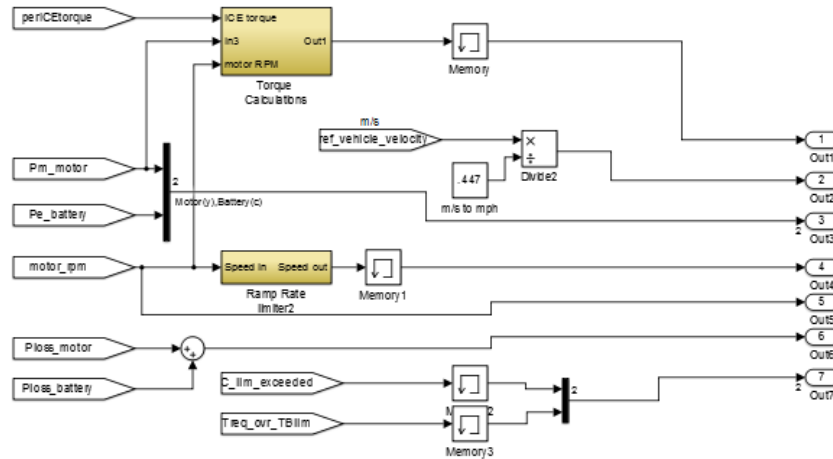 perICEtorque
ICE torque
In3
motor RPM
Out1
Torque
Calculations
Memory
m/s
ref_vehicle_velocity
×
÷
Divide2
.447
m/s to mph
1
Out1
2
Out2
3
2
Out3
Pm_motor
Pe_battery
2
Motor(y),Battery(c)
motor_rpm
Speed in
Speed out
Ramp Rate
limiter2
Memory1
4
Out4
5
Out5
6
Out6
Ploss_motor
Ploss_battery
+
+
C_lim_exceeded
Treq_ovr_TBlim
Memory3
2
7
2
Out7